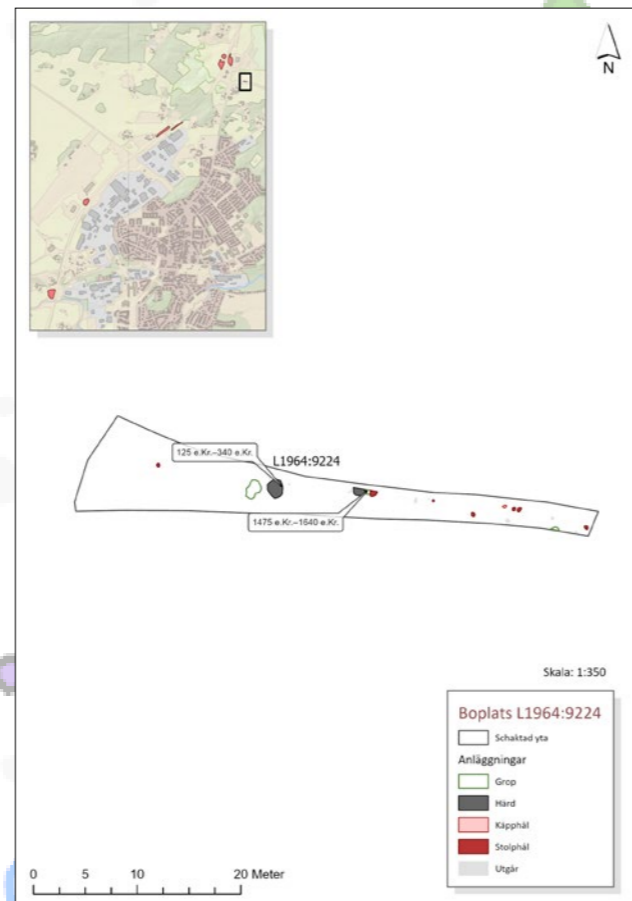 N
125 e.Kr.–340 e.Kr.
L1964:9224
1475 e.Kr.–1640 e.Kr.
Skala: 1:350
Boplats L1964:9224
Schaktad yta
Anläggningar
Grop
Härd
Käpphål
Stolphål
Utgår
0 5 10 20 Meter